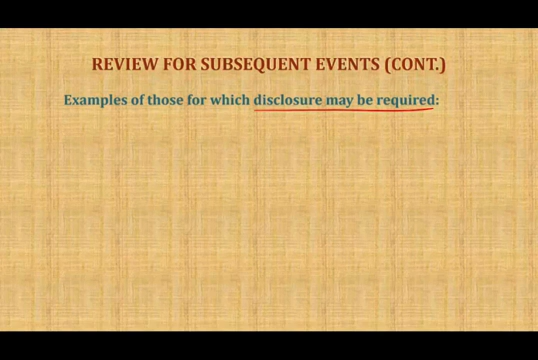 REVIEW FOR SUBSEQUENT EVENTS (CONT.)
Examples of those for which disclosure may be required: